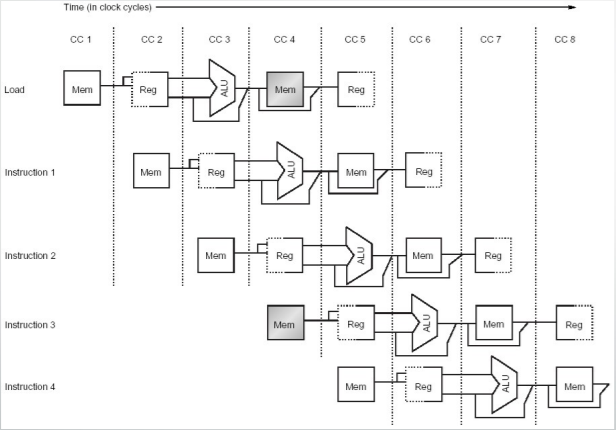 Time (in clock cycles)
CC 1 CC 2 CC 3 CC 4 CC 5 CC 6 CC 7 CC 8
Load Mem Reg ALU Mem Reg
Instruction 1 Mem Reg ALU Mem Reg
Instruction 2 Mem Reg ALU Mem Reg
Instruction 3 Mem Reg ALU Mem Reg
Instruction 4 Mem Reg ALU Mem